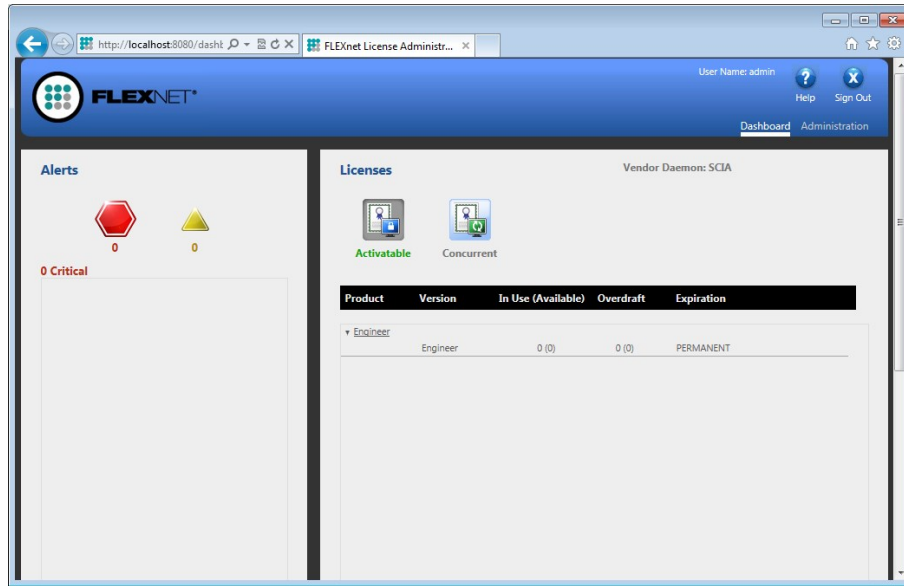 http://localhost:8080/dashl
FLEXnet License Administr...
User Name: admin
FLEXNET
Help
Sign Out
Dashboard
Administration
Alerts
0
0
0 Critical
Licenses
Vendor Daemon: SCIA
Activatable
Concurrent
Product Version In Use (Available) Overdraft Expiration
Engineer
Engineer 0 (0) 0 (0) PERMANENT